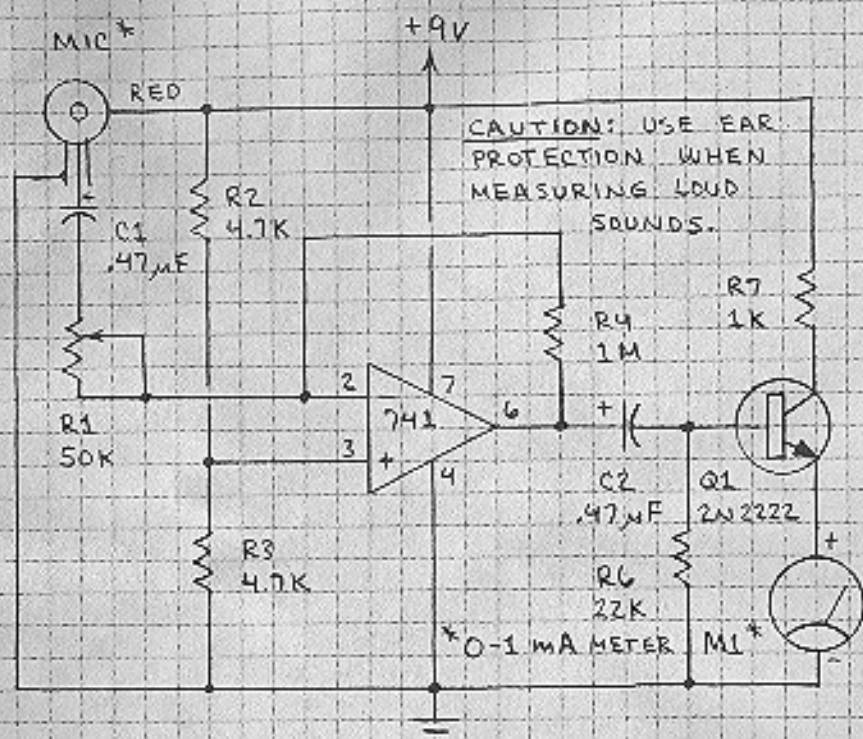 MIC*
+9V
RED
CAUTION: USE EAR
PROTECTION WHEN
MEASURING LOUD
SOUNDS.
+
R2
4.7K
C1
.47µF
R7
1K
R4
1M
2
7
-
741
6
+
R1
50K
3
+
4
C2
.47µF
Q1
2N2222
R3
4.7K
+
R6
22K
*0-1 mA METER
M1*
-